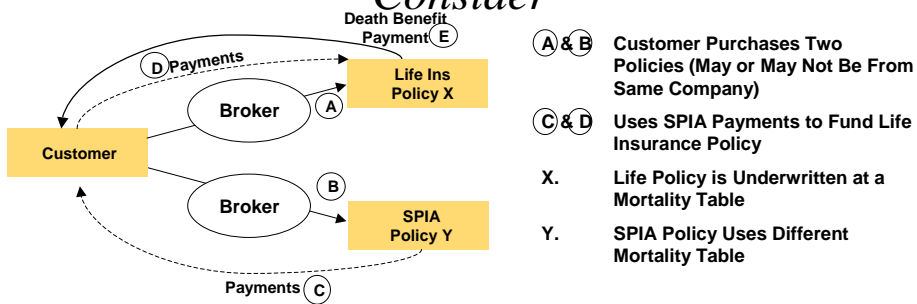 Consider
Death Benefit
Payment E
D Payments
Life Ins
Policy X
Broker
A
Customer
B
Broker
SPIA
Policy Y
Payments C
A & B Customer Purchases Two
Policies (May or May Not Be From
Same Company)
C & D Uses SPIA Payments to Fund Life
Insurance Policy
X. Life Policy is Underwritten at a
Mortality Table
Y. SPIA Policy Uses Different
Mortality Table